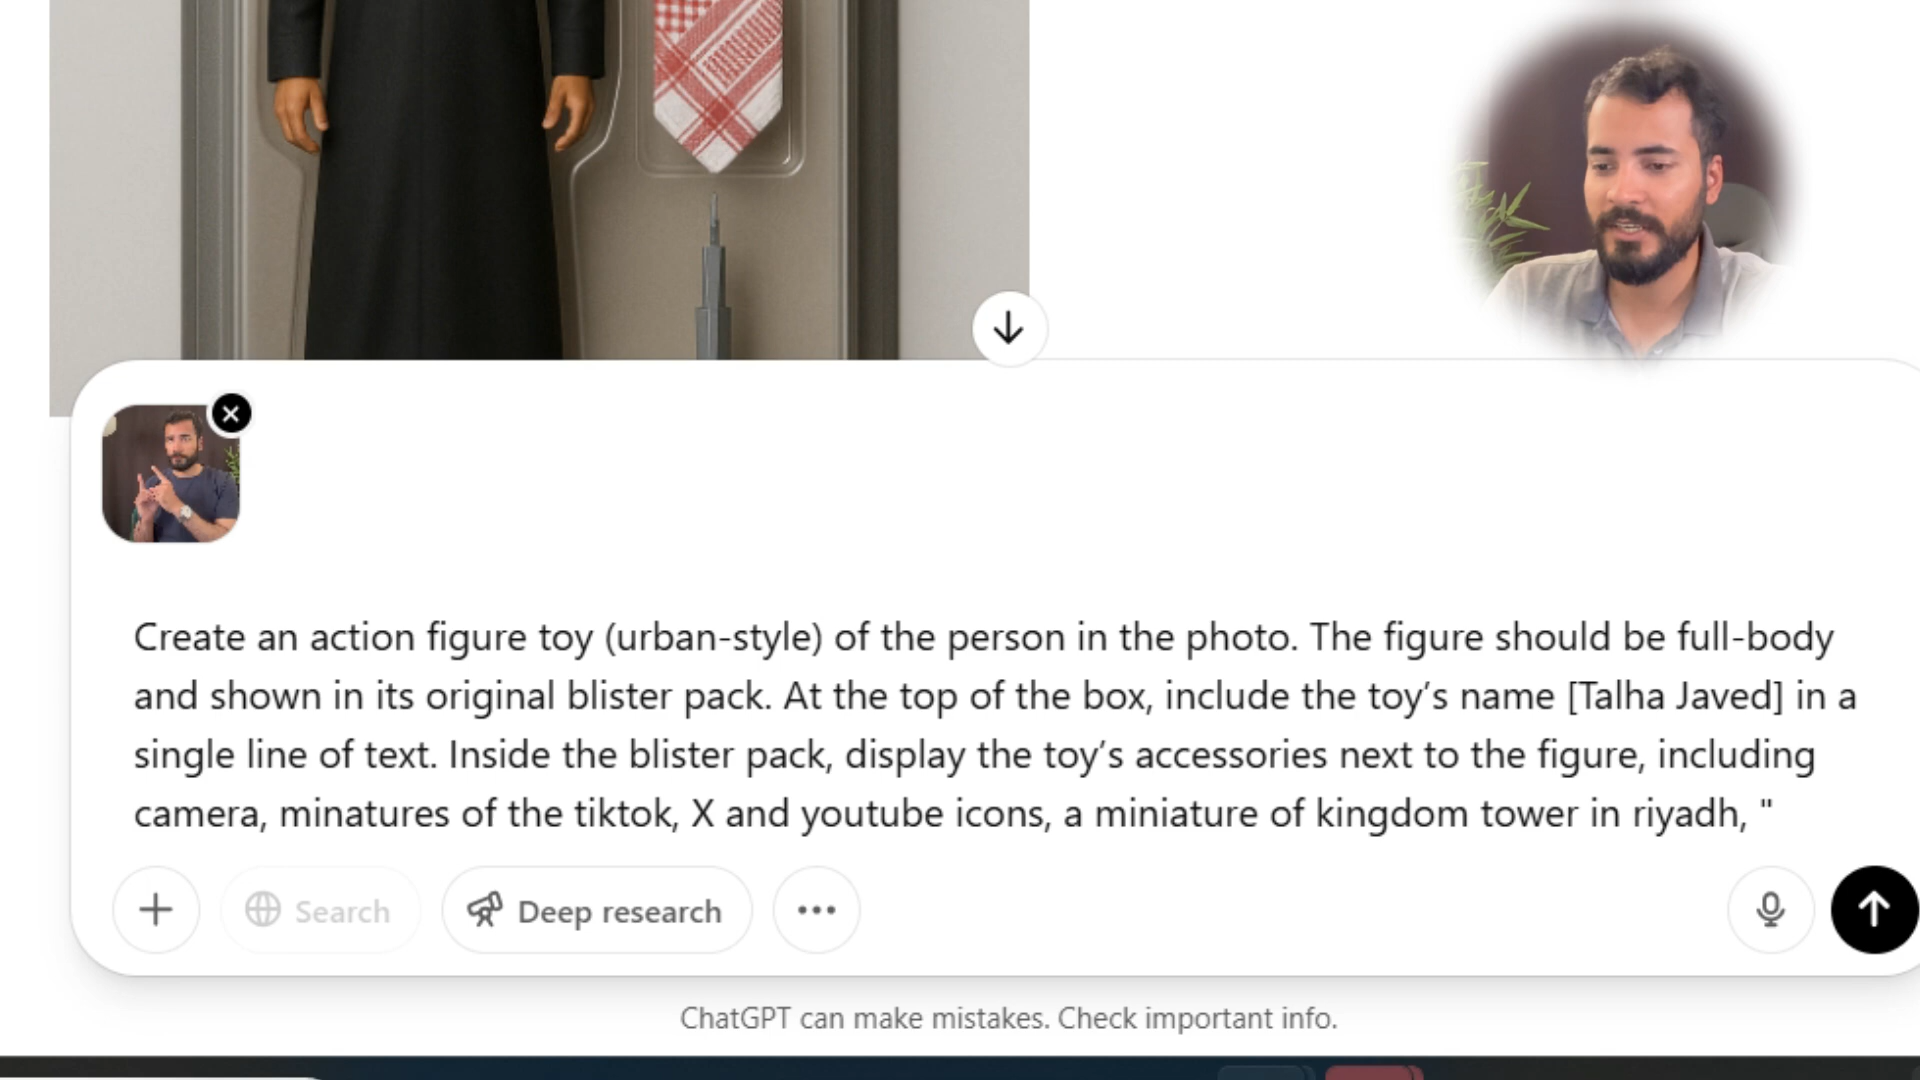 Create an action figure toy (urban-style) of the person in the photo. The figure should be full-body
and shown in its original blister pack. At the top of the box, include the toy’s name [Talha Javed] in a
single line of text. Inside the blister pack, display the toy’s accessories next to the figure, including
camera, minatures of the tiktok, X and youtube icons, a miniature of kingdom tower in riyadh, "
Search
Deep research
ChatGPT can make mistakes. Check important info.